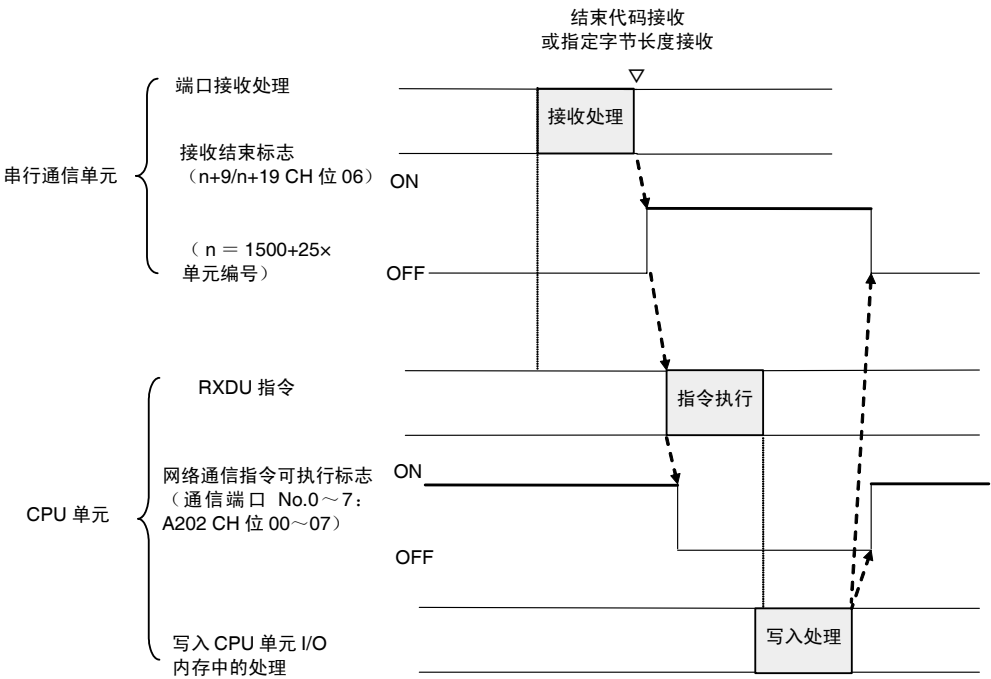 结束代码接收
或指定字节长度接收
端口接收处理
接收处理
串行通信单元
接收结束标志
（n+9/n+19 CH 位 06）
ON
（ n ＝ 1500+25×
单元编号）
OFF
RXDU 指令
指令执行
CPU 单元
网络通信指令可执行标志
（通信端口 No.0～7：
A202 CH 位 00～07）
ON
OFF
写入 CPU 单元 I/O
内存中的处理
写入处理